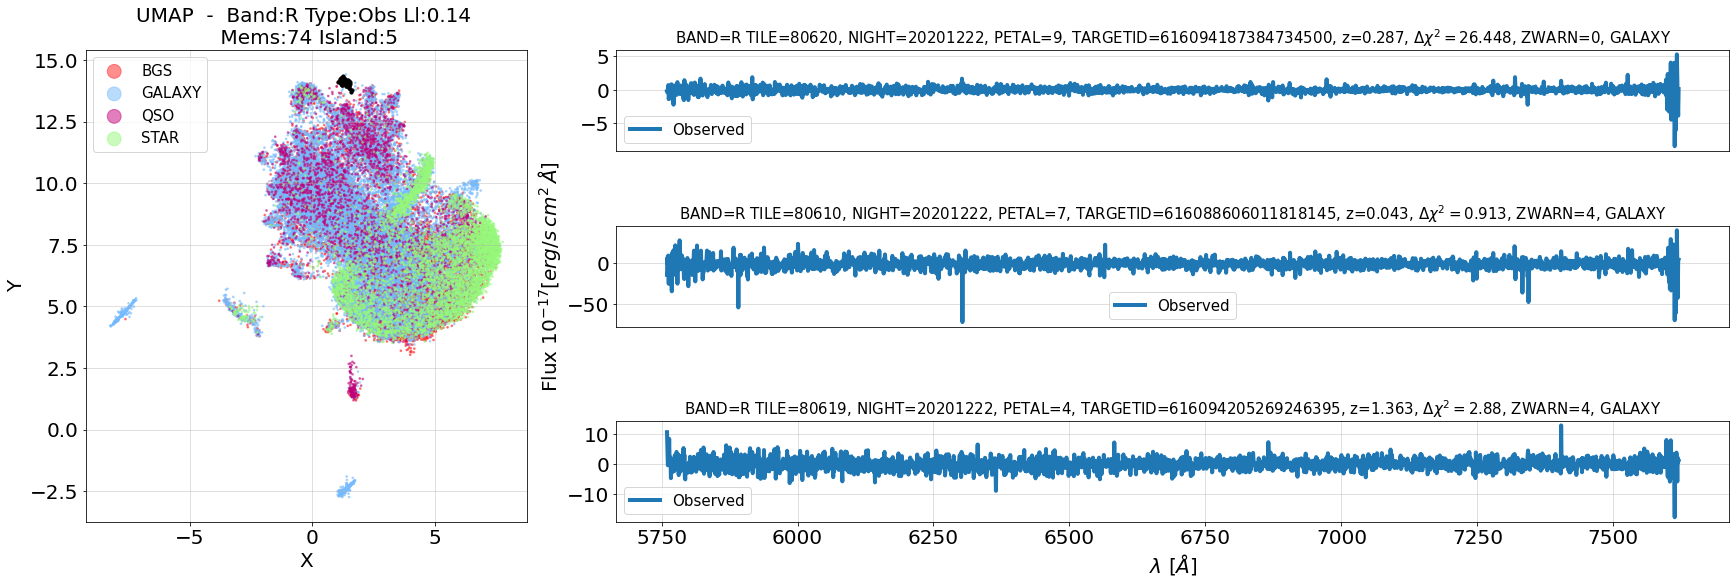 UMAP - Band:R Type:Obs Ll:0.14
Mems:74 Island:5
15.0
12.5
10.0
7.5
5.0
2.5
0.0
−2.5
Y
BGS
GALAXY
QSO
STAR
−5
0
5
X
Flux 10⁻¹⁷[erg/s cm² Å]
BAND=R TILE=80620, NIGHT=20201222, PETAL=9, TARGETID=616094187384734500, z=0.287, Δχ² = 26.448, ZWARN=0, GALAXY
5
0
−5
Observed
BAND=R TILE=80610, NIGHT=20201222, PETAL=7, TARGETID=616088606011818145, z=0.043, Δχ² = 0.913, ZWARN=4, GALAXY
0
−50
Observed
BAND=R TILE=80619, NIGHT=20201222, PETAL=4, TARGETID=616094205269246395, z=1.363, Δχ² = 2.88, ZWARN=4, GALAXY
10
0
−10
Observed
5750
6000
6250
6500
6750
7000
7250
7500
λ [Å]